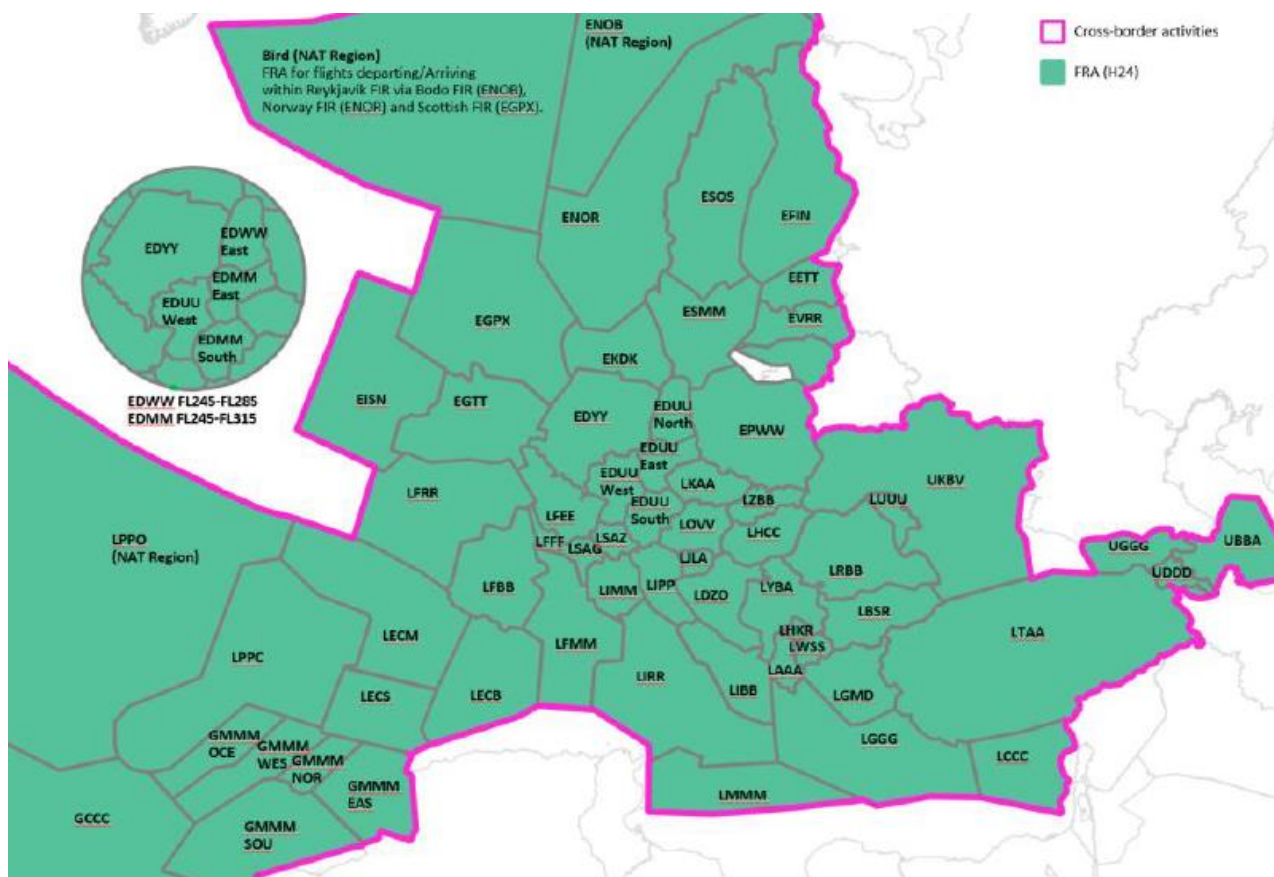 ENOB
(NAT Region)
Cross-border activities
FRA (H24)
Bird (NAT Region)
FRA for flights departing/Arriving
within Reykjavik FIR via Bodo FIR (ENOB),
Norway FIR (ENOR) and Scottish FIR (EGPX).
ESOS
EFIN
ENOR
EDYY
EDWW
East
EDMM
East
EDUU
West
EDMM
South
EDWW FL245-FL285
EDMM FL245-FL315
EETT
EVRR
ESMM
EGPX
EKDK
EISN
EGTT
EDYY
EDUU
North
EPWW
EDUU
East
EDUU
West
LKAA
LZBB
UKBV
LUUU
LFRR
LFEE
EDUU
South
LOVV
LHCC
LPPO
(NAT Region)
LFFF
LSAG
LSAZ
UGGG
UBBA
UDDD
LFBB
LIMM
LIPP
LJLA
LDZO
LYBA
LRBB
LBSR
LECM
LPPC
LFMM
LHKR
LWSS
LTAA
LAAA
LECS
LECB
LIRR
LIBB
LGMD
GMMM
OCE
GMMM
WES
GMMM
NOR
LGGG
LCCC
GMMM
EAS
LMMM
GCCC
GMMM
SOU